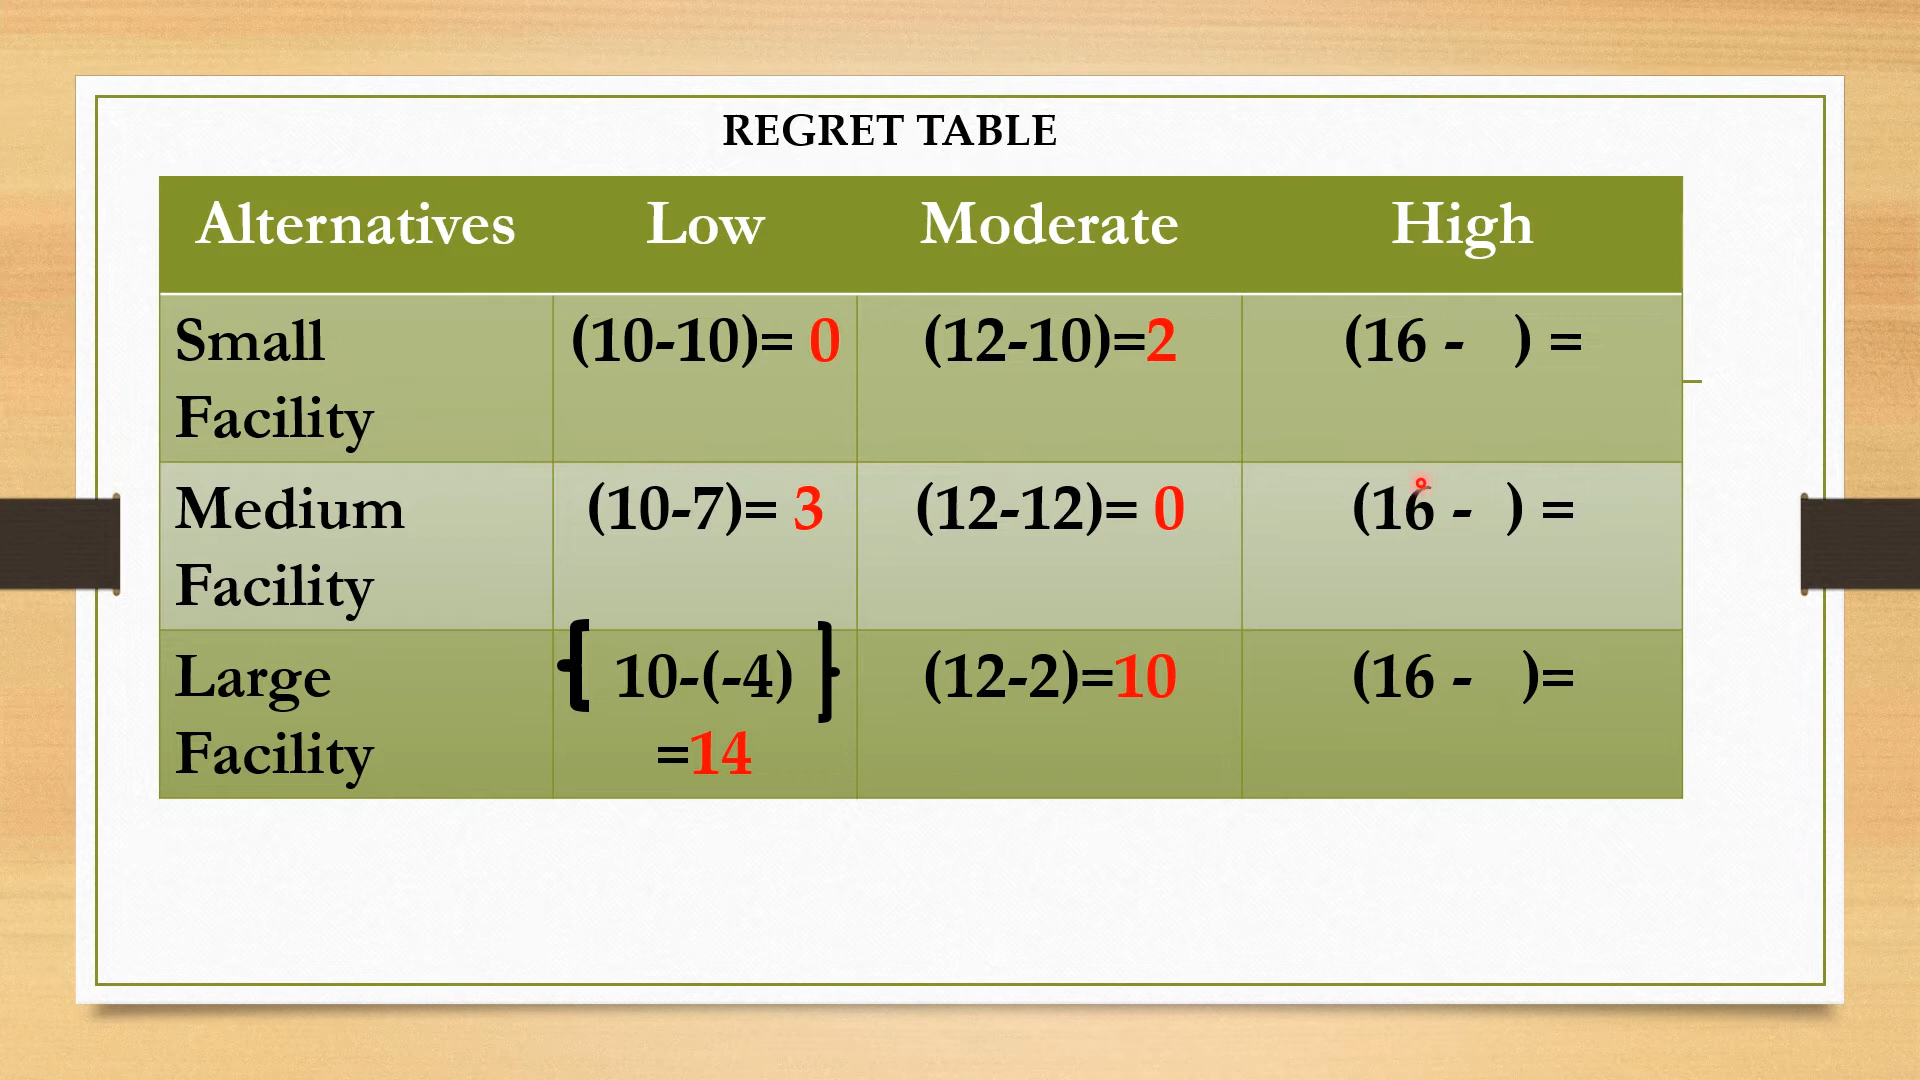 REGRET TABLE
Alternatives Low Moderate High
Small (10-10)= 0 (12-10)=2 (16 -   ) =
Facility
Medium (10-7)= 3 (12-12)= 0 (16 -  ) =
Facility
Large { 10-(-4) } (12-2)=10 (16 -   )=
Facility =14